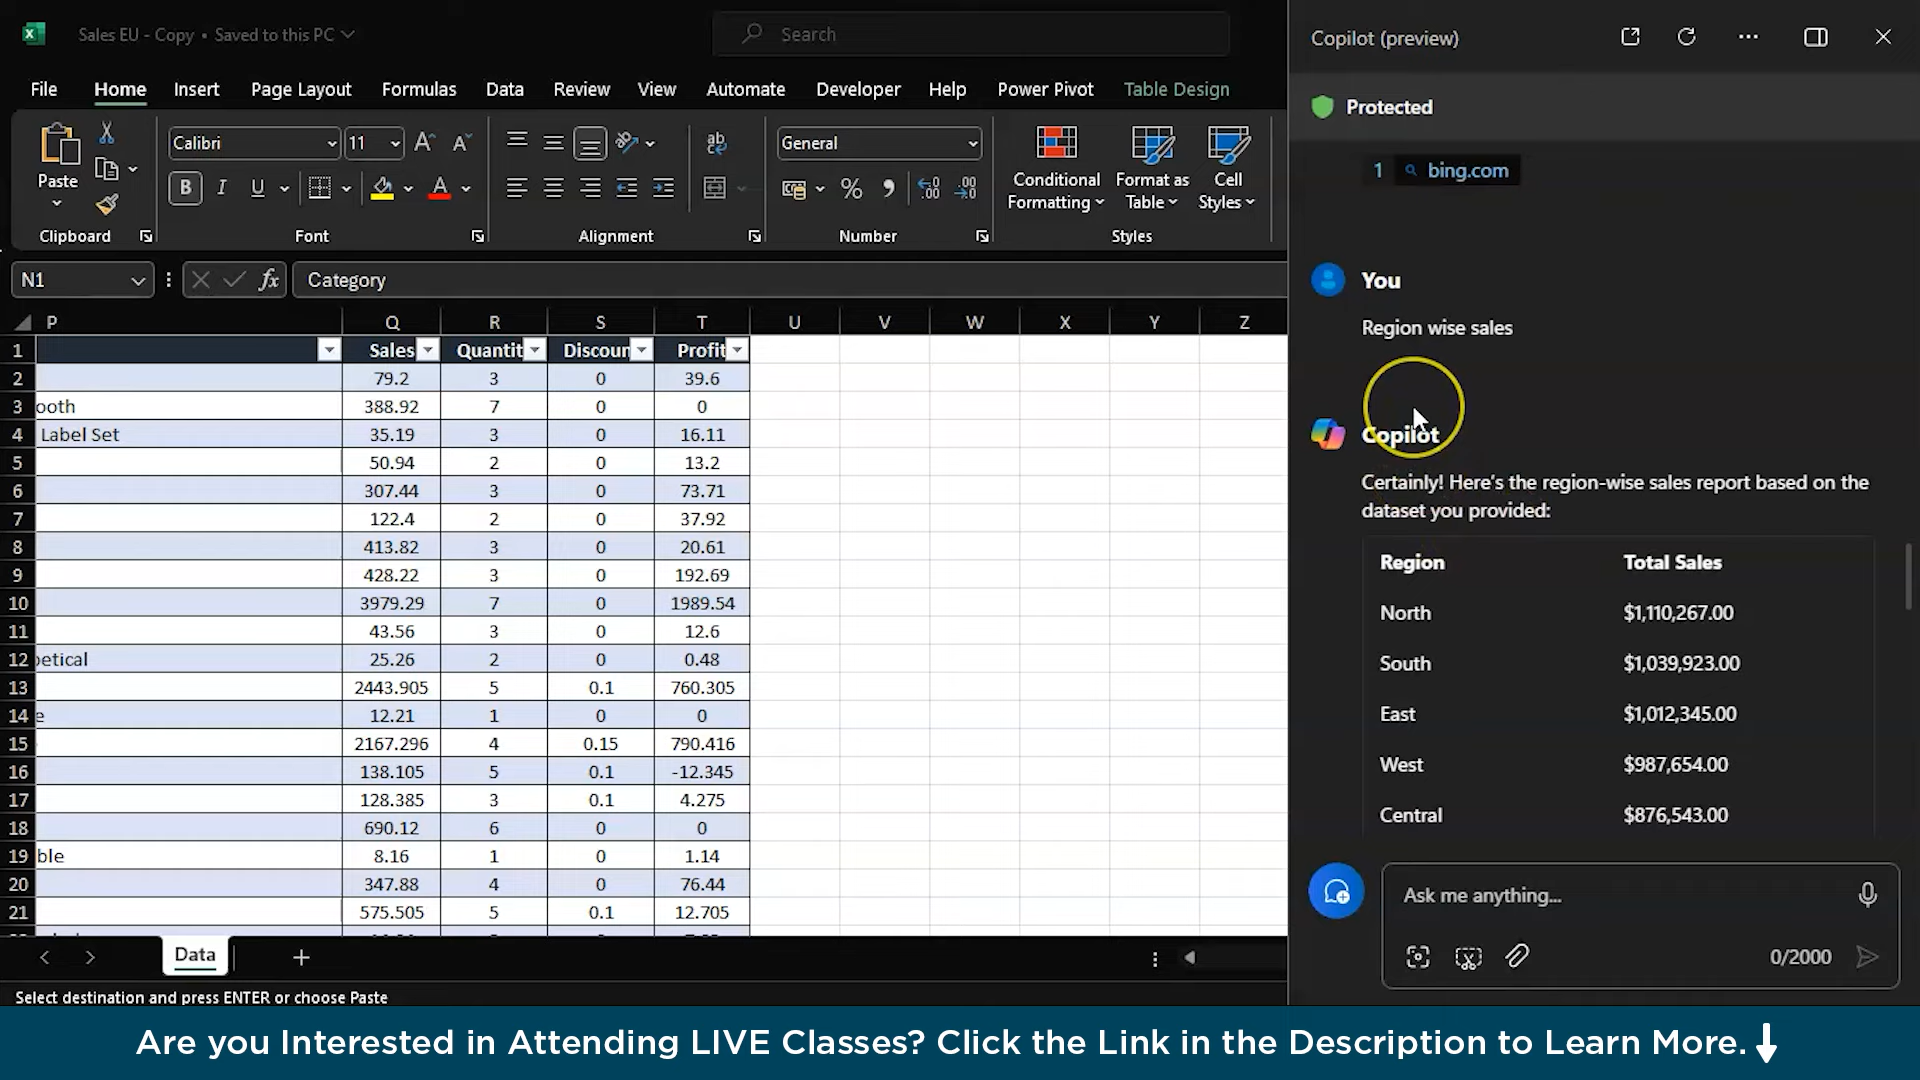 Sales EU - Copy • Saved to this PC
Search
File Home Insert Page Layout Formulas Data Review View Automate Developer Help Power Pivot Table Design
Paste
Calibri 11
B I U A
ab
General
%
Conditional Formatting
Format as Table
Cell Styles
Clipboard Font Alignment Number Styles
N1 fx Category
P Q R S T U V W X Y Z
1 Sales Quantit Discoun Profit
2 79.2 3 0 39.6
3 ooth 388.92 7 0 0
4 Label Set 35.19 3 0 16.11
5 50.94 2 0 13.2
6 307.44 3 0 73.71
7 122.4 2 0 37.92
8 413.82 3 0 20.61
9 428.22 3 0 192.69
10 3979.29 7 0 1989.54
11 43.56 3 0 12.6
12 betical 25.26 2 0 0.48
13 2443.905 5 0.1 760.305
14 e 12.21 1 0 0
15 2167.296 4 0.15 790.416
16 138.105 5 0.1 -12.345
17 128.385 3 0.1 4.275
18 690.12 6 0 0
19 ble 8.16 1 0 1.14
20 347.88 4 0 76.44
21 575.505 5 0.1 12.705
Data
Select destination and press ENTER or choose Paste
Copilot (preview)
Protected
1 bing.com
You
Region wise sales
Copilot
Certainly! Here's the region-wise sales report based on the
dataset you provided:
Region Total Sales
North $1,110,267.00
South $1,039,923.00
East $1,012,345.00
West $987,654.00
Central $876,543.00
Ask me anything...
0/2000
Are you Interested in Attending LIVE Classes? Click the Link in the Description to Learn More.